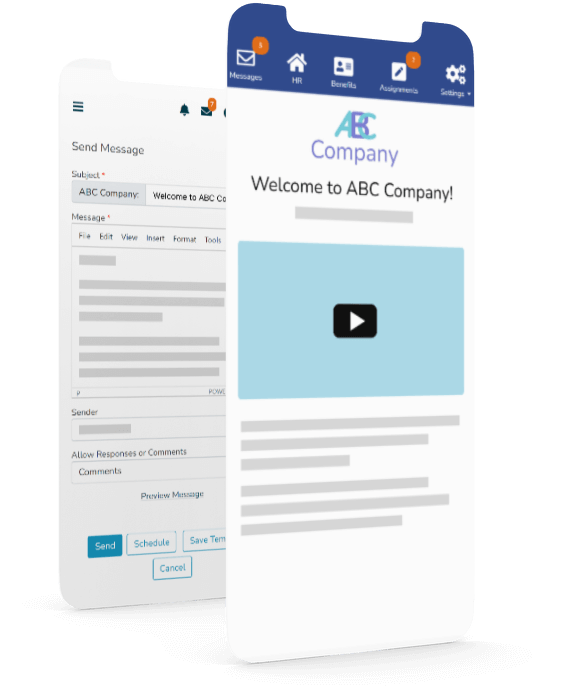 5
7
Messages
HR
Benefits
Assignments
Settings
ABC
Company
Welcome to ABC Company!
7
Send Message
Subject *
ABC Company: Welcome to ABC Co
Message *
File Edit View Insert Format Tools
P POWE
Sender
Allow Responses or Comments
Comments
Preview Message
Send Schedule Save Tem
Cancel